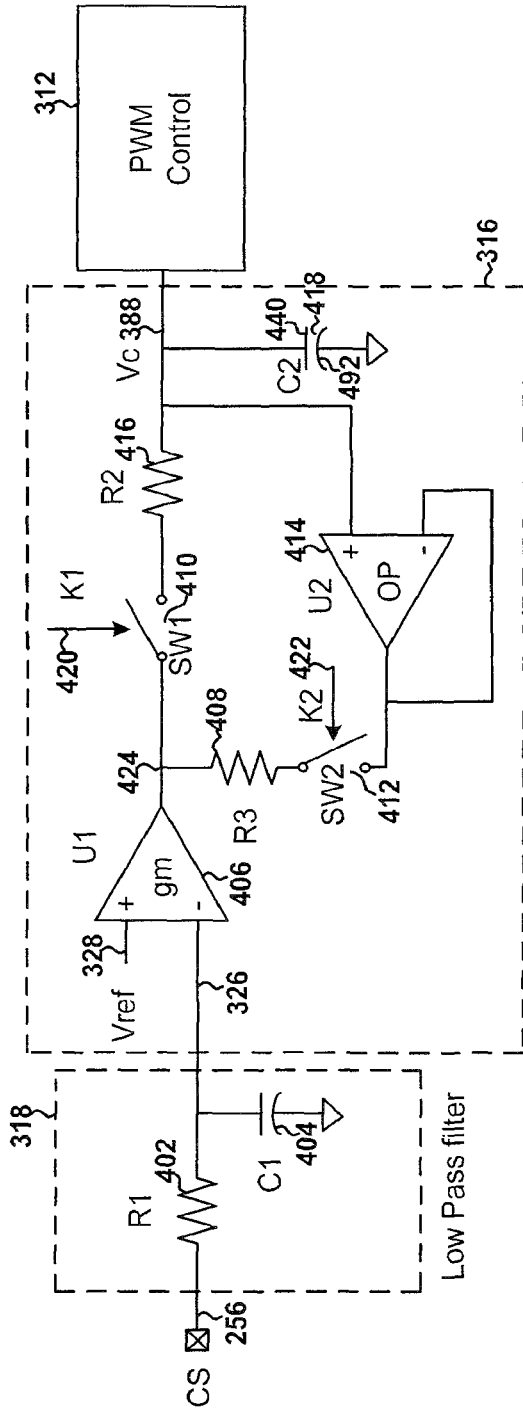 CS
256
318
R1
402
C1
404
Low Pass filter
326
Vref
328
U1
+
-
gm
406
424
408
R3
K1
420
SW1
410
R2
416
Vc
388
C2
440
418
492
U2
414
+
-
OP
K2
422
SW2
412
316
312
PWM
Control